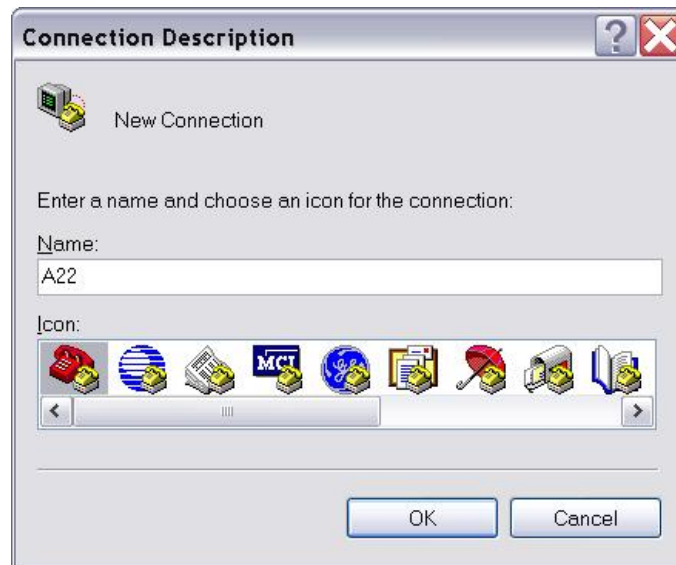 Connection Description
New Connection
Enter a name and choose an icon for the connection:
Name:
A22
Icon:
MCI
OK Cancel